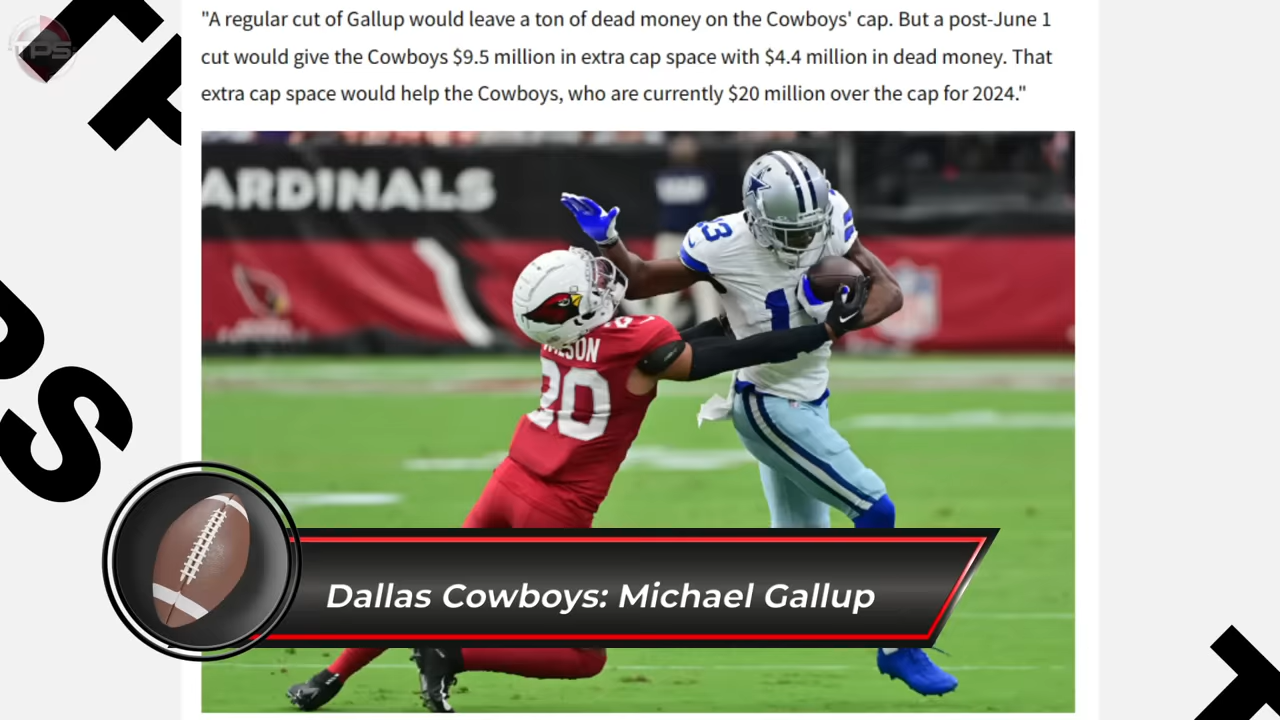 "A regular cut of Gallup would leave a ton of dead money on the Cowboys' cap. But a post-June 1
cut would give the Cowboys $9.5 million in extra cap space with $4.4 million in dead money. That
extra cap space would help the Cowboys, who are currently $20 million over the cap for 2024."
TPS
ARDINALS
NFL
13
13
20
Dallas Cowboys: Michael Gallup